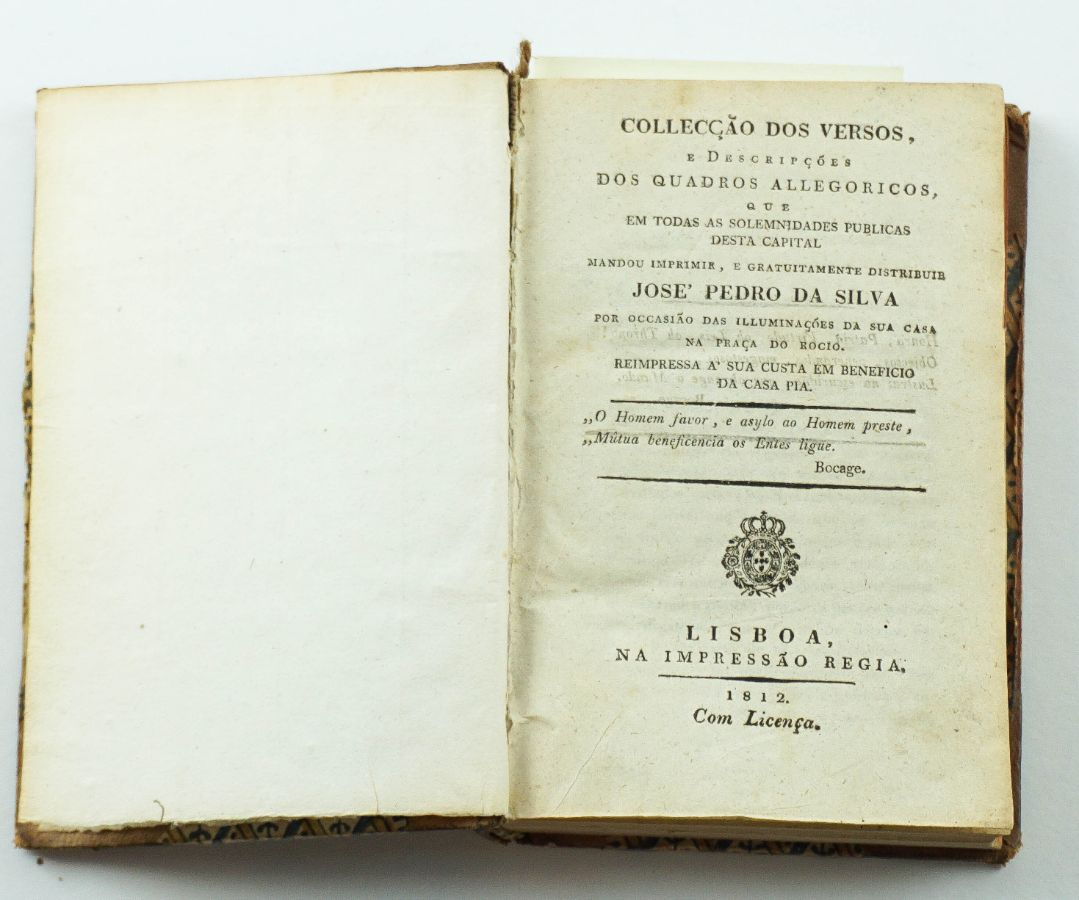 COLLECÇÃO DOS VERSOS,
E DESCRIPÇÕES
DOS QUADROS ALLEGORICOS,
QUE
EM TODAS AS SOLEMNIDADES PUBLICAS
DESTA CAPITAL
MANDOU IMPRIMIR, E GRATUITAMENTE DISTRIBUIR
JOSE' PEDRO DA SILVA
POR OCCASIÃO DAS ILLUMINAÇÕES DA SUA CASA
NA PRAÇA DO ROCIO.
REIMPRESSA A' SUA CUSTA EM BENEFICIO
DA CASA PIA.
„O Homem favor, e asylo ao Homem preste,
„Mûtua beneficencia os Entes ligue.
Bocage.
LISBOA,
NA IMPRESSÃO REGIA.
1812.
Com Licença.